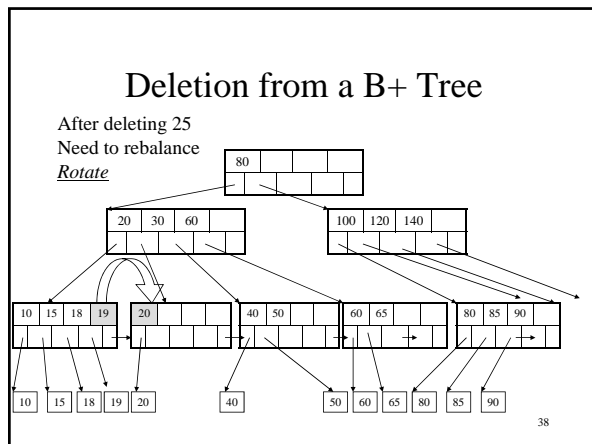 Deletion from a B+ Tree
After deleting 25
Need to rebalance
Rotate
80
20 30 60 100 120 140
10 15 18 19 20 40 50 60 65 80 85 90
10 15 18 19 20 40 50 60 65 80 85 90
38